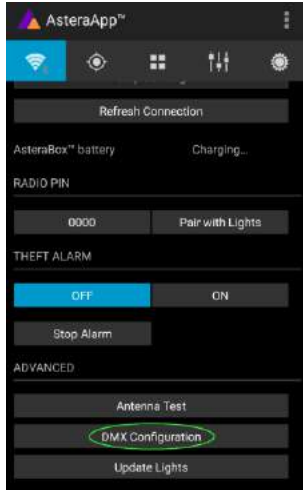 AsteraApp™
Refresh Connection
AsteraBox™ battery Charging...
RADIO PIN
0000 Pair with Lights
THEFT ALARM
OFF ON
Stop Alarm
ADVANCED
Antenna Test
DMX Configuration
Update Lights